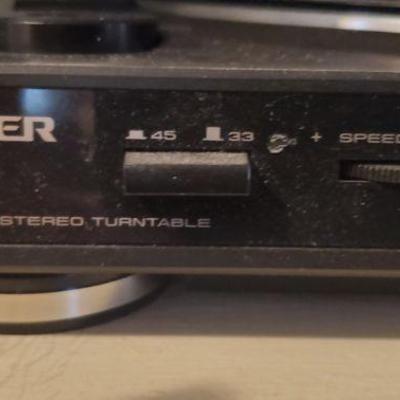 ER
45 33 + SPEED
STEREO TURNTABLE